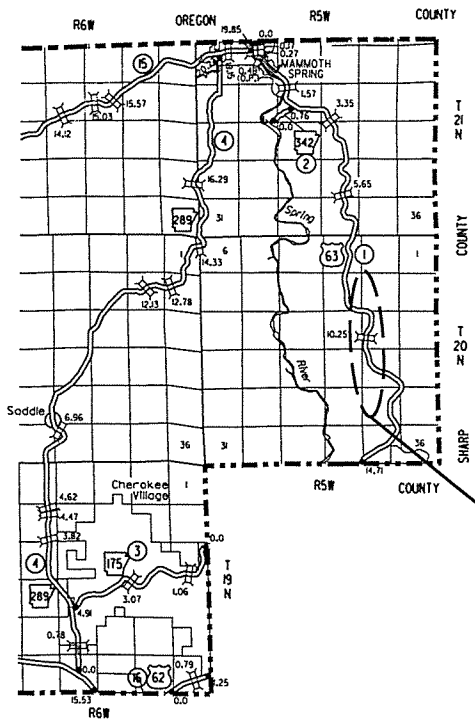 R6W
OREGON
R5W
COUNTY
19.85
0.0
0.17
0.27
MAMMOTH
SPRING
15
15.57
15.03
14.12
1.57
3.35
0.76
0.0
342
2
T
21
N
4
16.29
289
31
5.65
36
Spring
1
6
14.33
63
1
1
COUNTY
12.13
12.78
10.25
T
20
N
River
Saddle
6.96
36
31
36
SHARP
14.71
R5W
COUNTY
Cherokee
Village
1
4.62
4.47
3.82
0.0
175
3
4
289
3.07
1.06
T
19
N
4.91
0.78
0.0
16
62
0.79
15.53
0.0
1.25
R6W